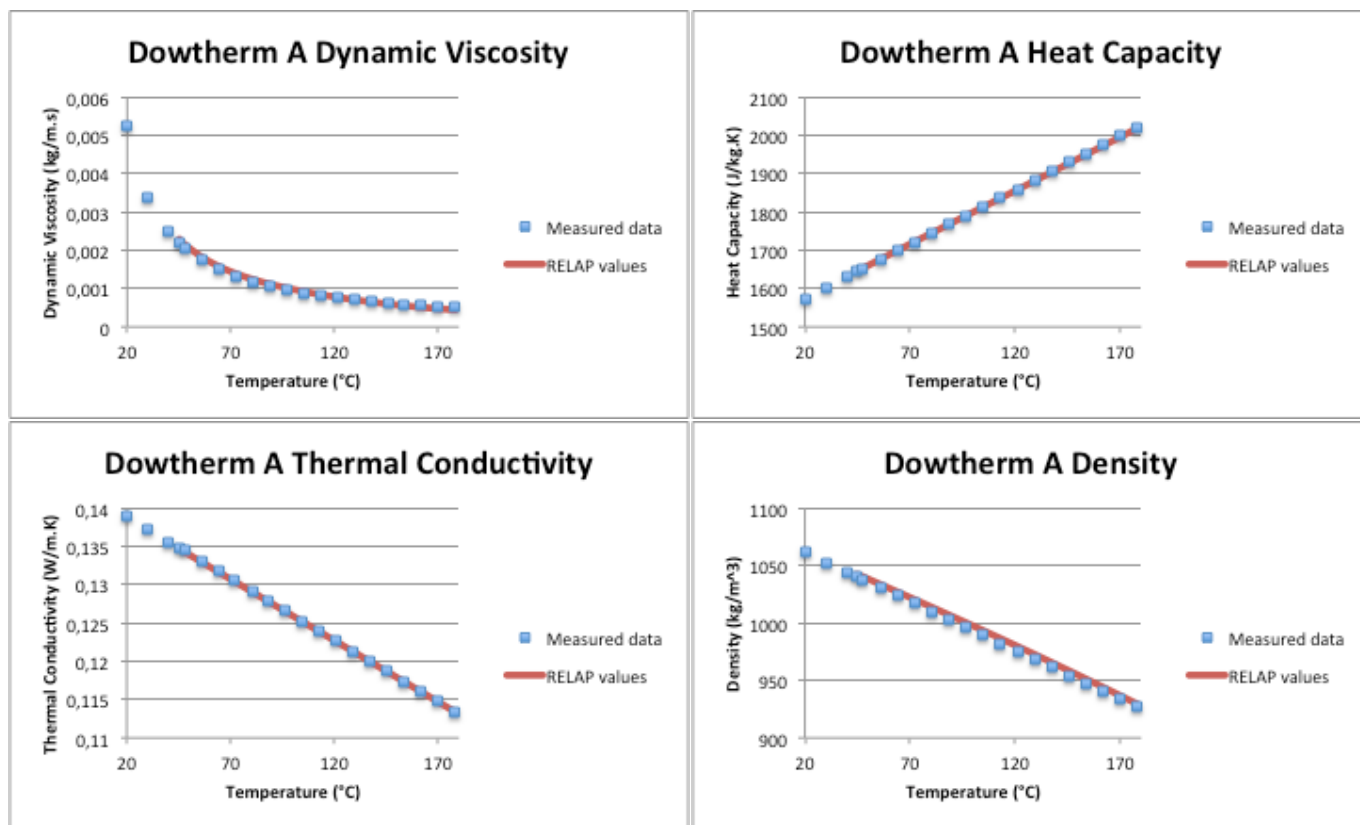 Dowtherm A Dynamic Viscosity
0,006
0,005
0,004
0,003
0,002
0,001
0
Dynamic Viscosity (kg/m.s)
20 70 120 170
Temperature (°C)
Measured data
RELAP values
Dowtherm A Heat Capacity
2100
2000
1900
1800
1700
1600
1500
Heat Capacity (J/kg.K)
20 70 120 170
Temperature (°C)
Measured data
RELAP values
Dowtherm A Thermal Conductivity
0,14
0,135
0,13
0,125
0,12
0,115
0,11
Thermal Conductivity (W/m.K)
20 70 120 170
Temperature (°C)
Measured data
RELAP values
Dowtherm A Density
1100
1050
1000
950
900
Density (kg/m^3)
20 70 120 170
Temperature (°C)
Measured data
RELAP values